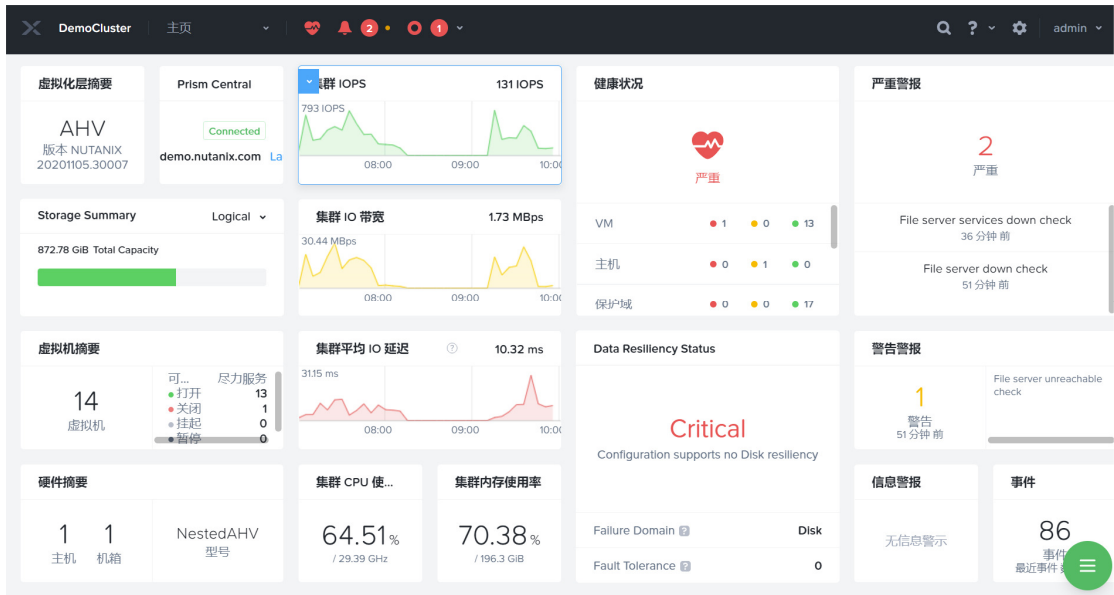 DemoCluster
主页
2
1
admin
虚拟化层摘要
AHV
版本 NUTANIX
20201105.30007
Prism Central
Connected
demo.nutanix.com La
群 IOPS 131 IOPS
793 IOPS
08:00 09:00 10:00
健康状况
严重
VM 1 0 13
主机 0 1 0
保护域 0 0 17
严重警报
2
严重
File server services down check
36 分钟 前
File server down check
51 分钟 前
Storage Summary Logical
872.78 GiB Total Capacity
集群 IO 带宽 1.73 MBps
30.44 MBps
08:00 09:00 10:00
虚拟机摘要
14
虚拟机
可... 尽力服务
打开 13
关闭 1
挂起 0
暂停 0
集群平均 IO 延迟 ? 10.32 ms
31.15 ms
08:00 09:00 10:00
Data Resiliency Status
Critical
Configuration supports no Disk resiliency
Failure Domain ? Disk
Fault Tolerance ? 0
警告警报
1
警告
51 分钟 前
File server unreachable
check
硬件摘要
1 1
主机 机箱
NestedAHV
型号
集群 CPU 使...
64.51%
/ 29.39 GHz
集群内存使用率
70.38%
/ 196.3 GiB
信息警报
无信息警示
事件
86
事件
最近事件